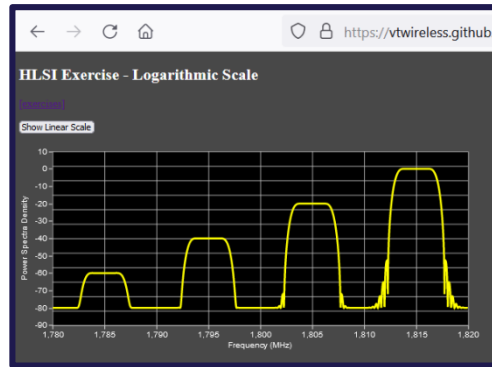 https://vtwireless.github
HLSI Exercise - Logarithmic Scale
[exercises]
Show Linear Scale
10
0
-10
-20
-30
-40
-50
-60
-70
-80
-90
Power Spectra Density
1,780 1,785 1,790 1,795 1,800 1,805 1,810 1,815 1,820
Frequency (MHz)